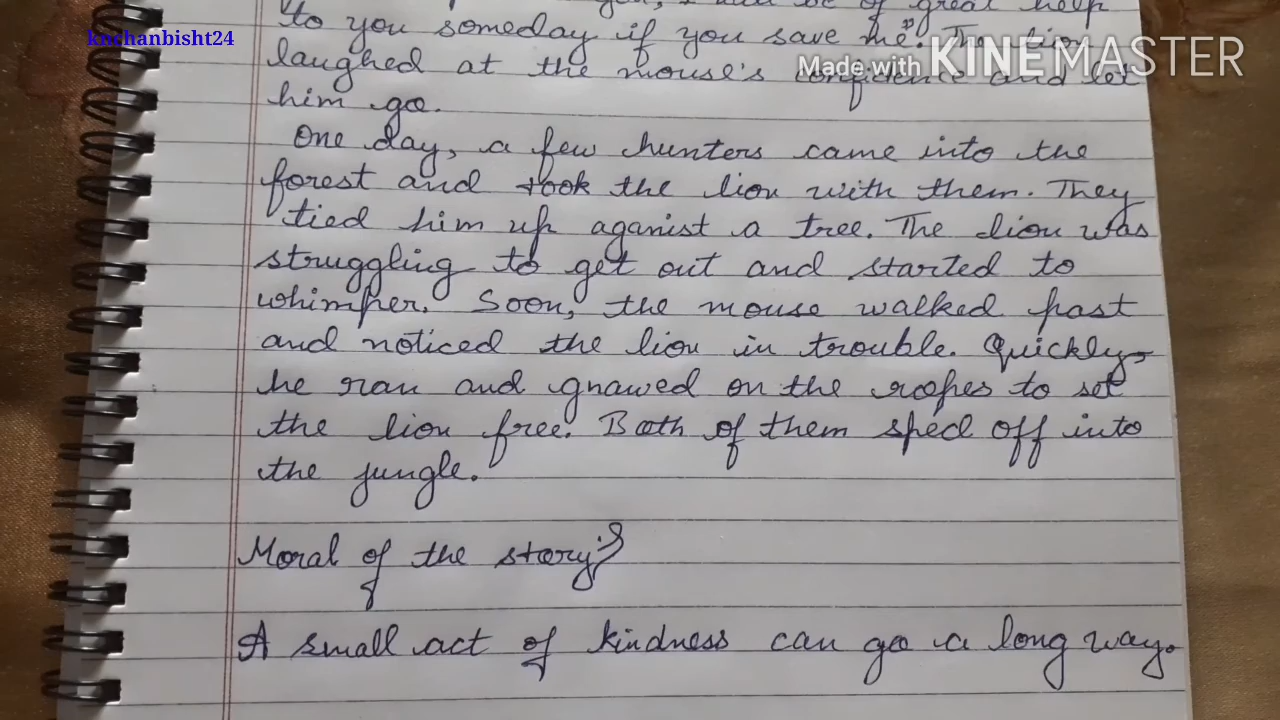 great help
to you someday if you save me". The lion
knchanbisht24
Made with KINEMASTER
laughed at the mouse's confidence and let
him go.
One day, a few hunters came into the
forest and took the lion with them. They
tied him up aganist a tree. The lion was
struggling to get out and started to
whimper. Soon, the mouse walked past
and noticed the lion in trouble. Quickly,
he ran and gnawed on the ropes to set
the lion free. Both of them sped off into
the jungle.
Moral of the story:
A small act of kindness can go a long way.